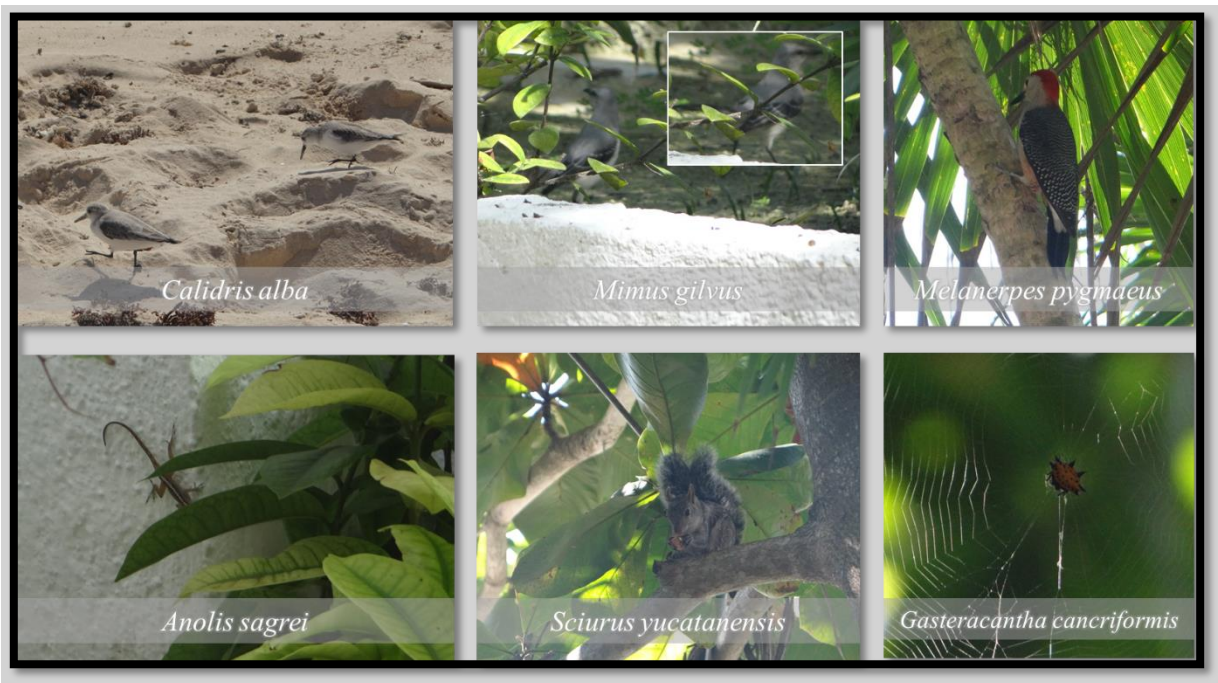 Calidris alba
Mimus gilvus
Melanerpes pygmaeus
Anolis sagrei
Sciurus yucatanensis
Gasteracantha cancriformis